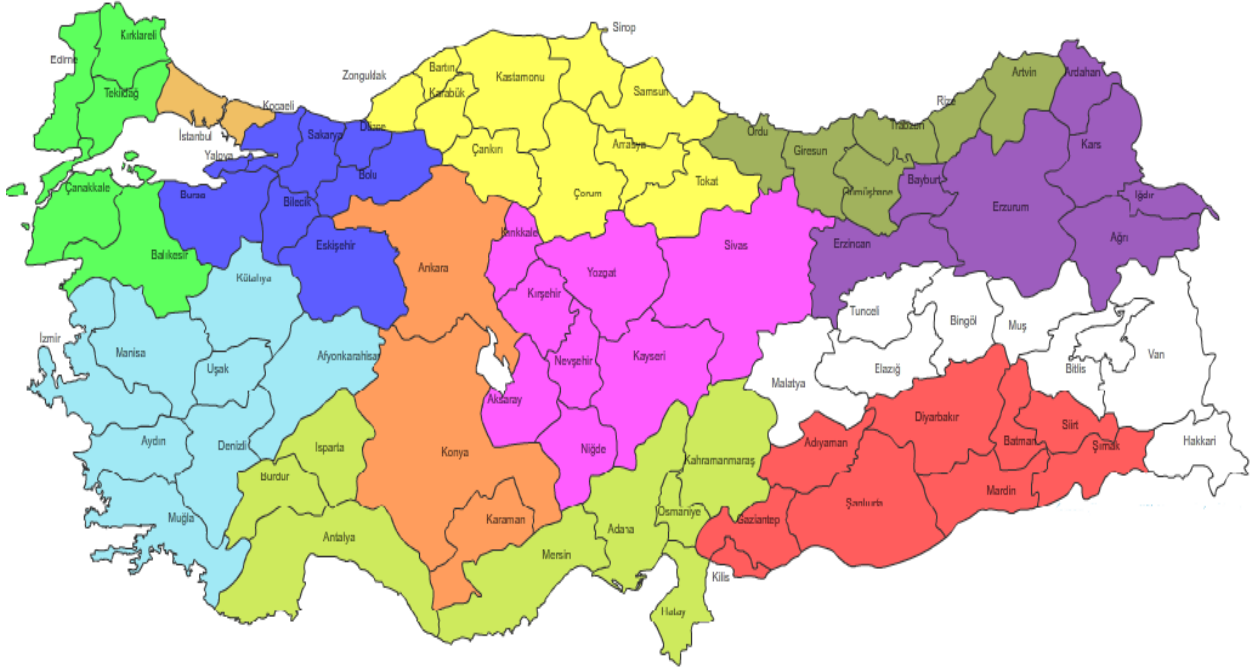 Sinop
Kırklareli
Edirne
Bartın
Zonguldak
Kastamonu
Artvin
Ardahan
Tekirdağ
Karabük
Samsun
Rize
Kocaeli
İstanbul
Sakarya
Düzce
Ordu
Trabzon
Yalova
Çankırı
Amasya
Giresun
Kars
Bolu
Tokat
Çanakkale
Bursa
Bilecik
Çorum
Gümüşhane
Bayburt
Iğdır
Erzurum
Kırıkkale
Eskişehir
Sivas
Erzincan
Ağrı
Balıkesir
Ankara
Yozgat
Kütahya
Kırşehir
Tunceli
Bingöl
Muş
İzmir
Manisa
Afyonkarahisa
Nevşehir
Kayseri
Van
Uşak
Elazığ
Bitlis
Malatya
Aksaray
Diyarbakır
Aydın
Denizli
Isparta
Konya
Niğde
Adıyaman
Batman
Siirt
Şırnak
Hakkari
Kahramanmaraş
Burdur
Mardin
Şanlıurfa
Muğla
Karaman
Osmaniye
Gaziantep
Antalya
Adana
Mersin
Kilis
Hatay